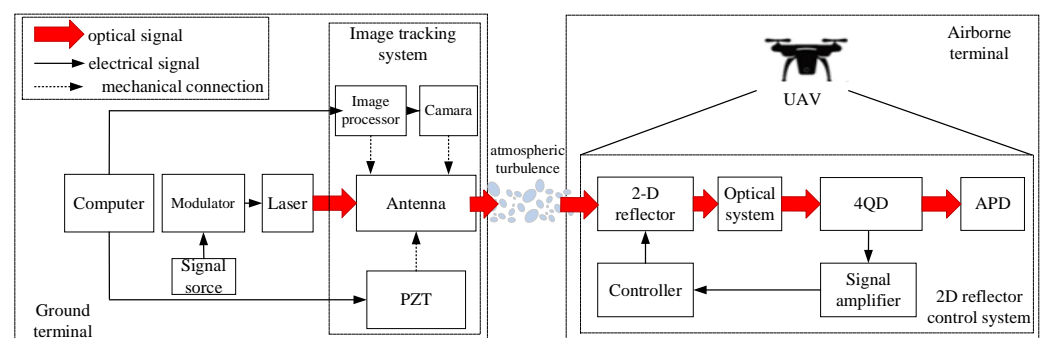 optical signal
electrical signal
mechanical connection
Image tracking
system
Image
processor
Camara
Computer
Modulator
Laser
Antenna
Signal
sorce
PZT
Ground
terminal
atmospheric
turbulence
Airborne
terminal
UAV
2-D
reflector
Optical
system
4QD
APD
Controller
Signal
amplifier
2D reflector
control system